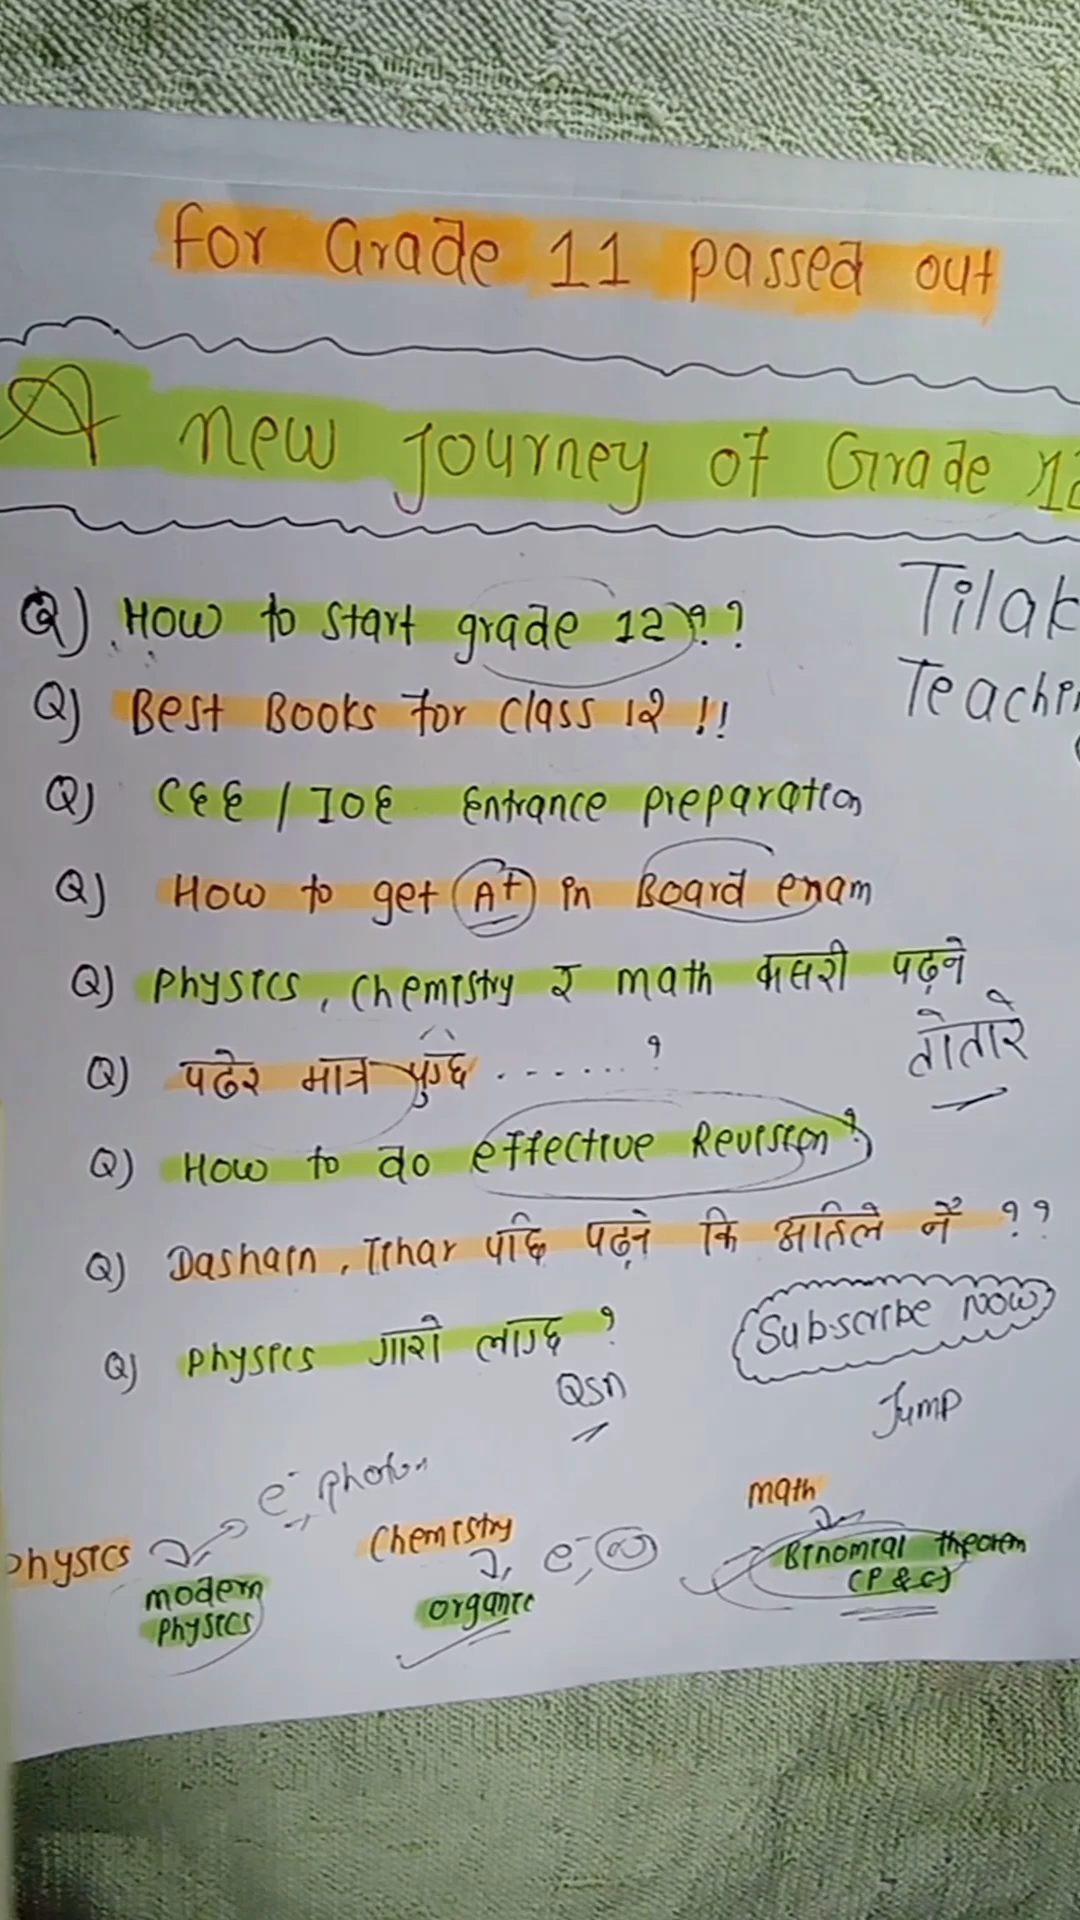 For Grade 11 passed out
A new journey of Grade 12
Q) How to start grade 12??
Tilak
Teachin
Q) Best Books for class 12 !!
Q) CEE / IOE Entrance preparation
Q) How to get A+ in Board exam
Q) Physics, Chemistry र math कसरी पढ्ने
Q) पढेर मात्र पुग्छ ......?
तोतारे
Q) How to do effective Revision?
Q) Dashain, Tihar पछि पढ्ने कि अहिले नै ??
Q) Physics गारो लाग्छ ?
Subscribe Now
Qsn
Jump
e⁻, photon
Physics
Chemistry
math
modern
physics
e⁻,
organic
Binomial theorem
(P & C)